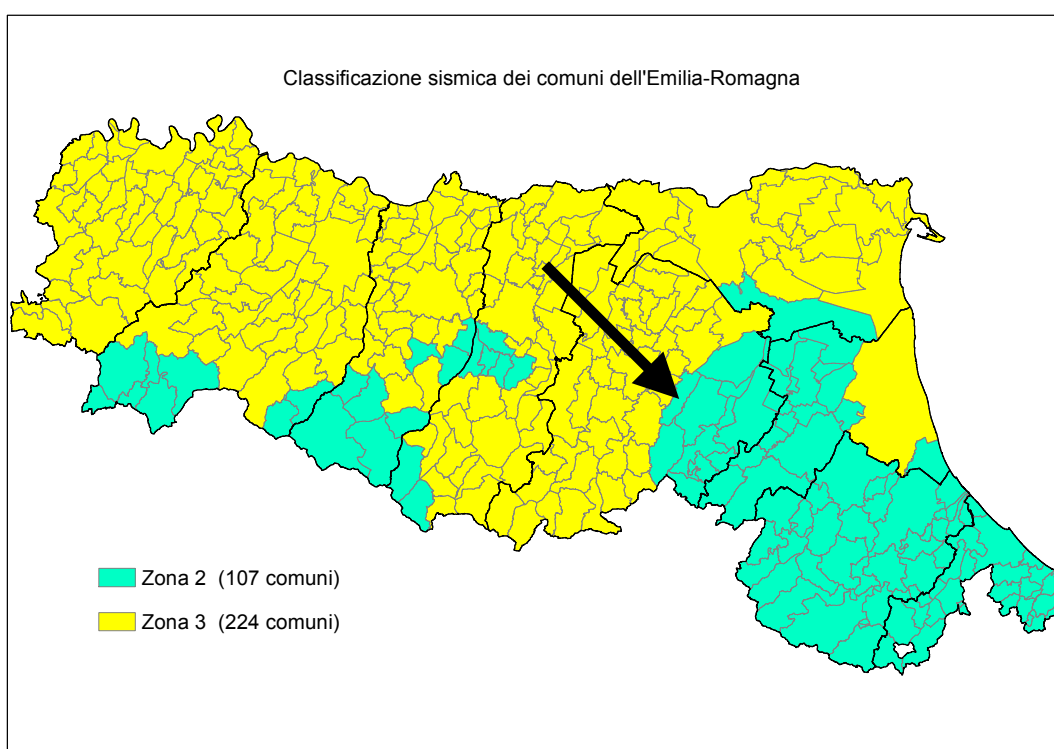 Classificazione sismica dei comuni dell'Emilia-Romagna
Zona 2 (107 comuni)
Zona 3 (224 comuni)